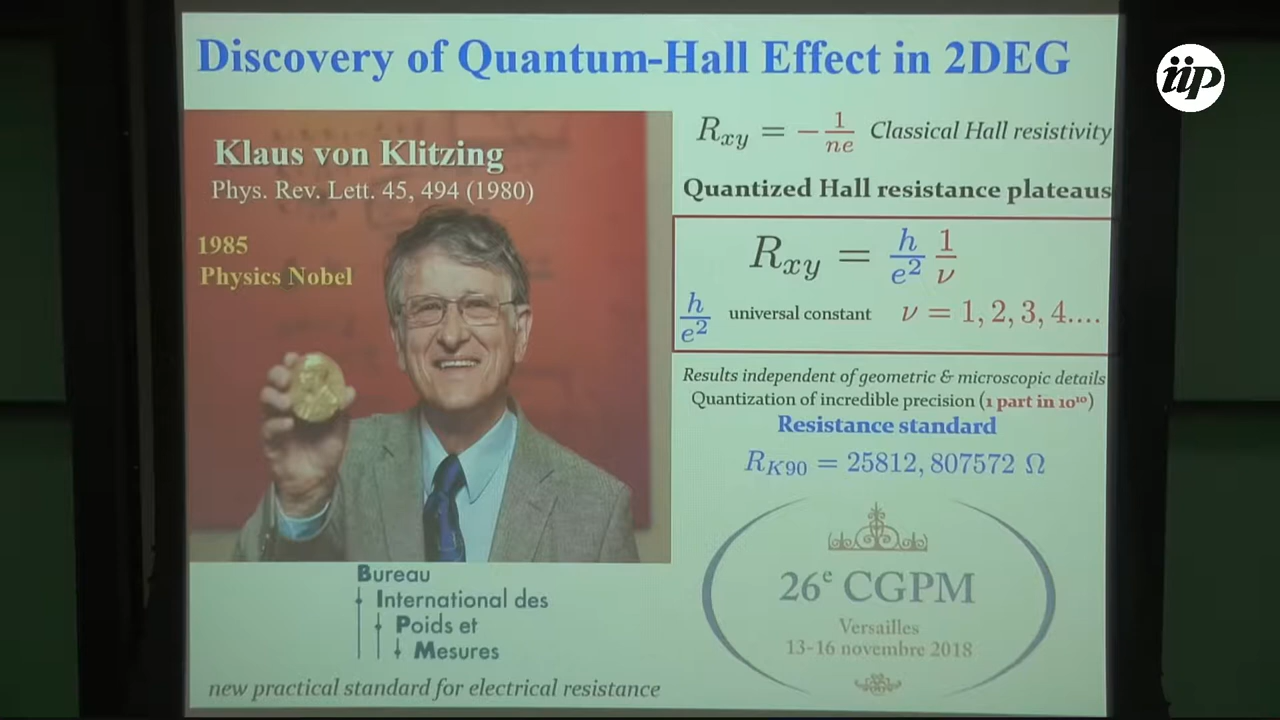 Discovery of Quantum-Hall Effect in 2DEG
iip
Klaus von Klitzing
Phys. Rev. Lett. 45, 494 (1980)
1985
Physics Nobel
R_xy = − 1/ne Classical Hall resistivity
Quantized Hall resistance plateaus
R_xy = h/e² 1/ν
h/e² universal constant ν = 1, 2, 3, 4....
Results independent of geometric & microscopic details
Quantization of incredible precision (1 part in 10¹⁰)
Resistance standard
R_K90 = 25812,807572 Ω
Bureau
International des
Poids et
Mesures
new practical standard for electrical resistance
26ᵉ CGPM
Versailles
13-16 novembre 2018